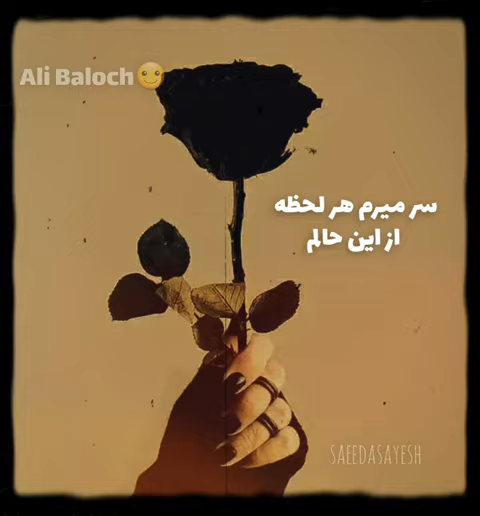 Ali Baloch🙂
سر میرم هر لحظه
از این حالم
SAEEDASAYESH